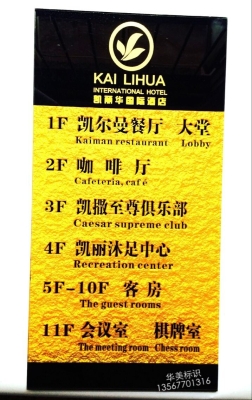 KAI LIHUA
INTERNATIONAL HOTEL
凯丽华国际酒店
1F 凯尔曼餐厅 大堂
Kaiman restaurant Lobby
2F 咖啡厅
Cafeteria, café
3F 凯撒至尊俱乐部
Caesar supreme club
4F 凯丽沐足中心
Recreation center
5F-10F 客房
The guest rooms
11F 会议室 棋牌室
The meeting room Chess room
华美标识
13567701316